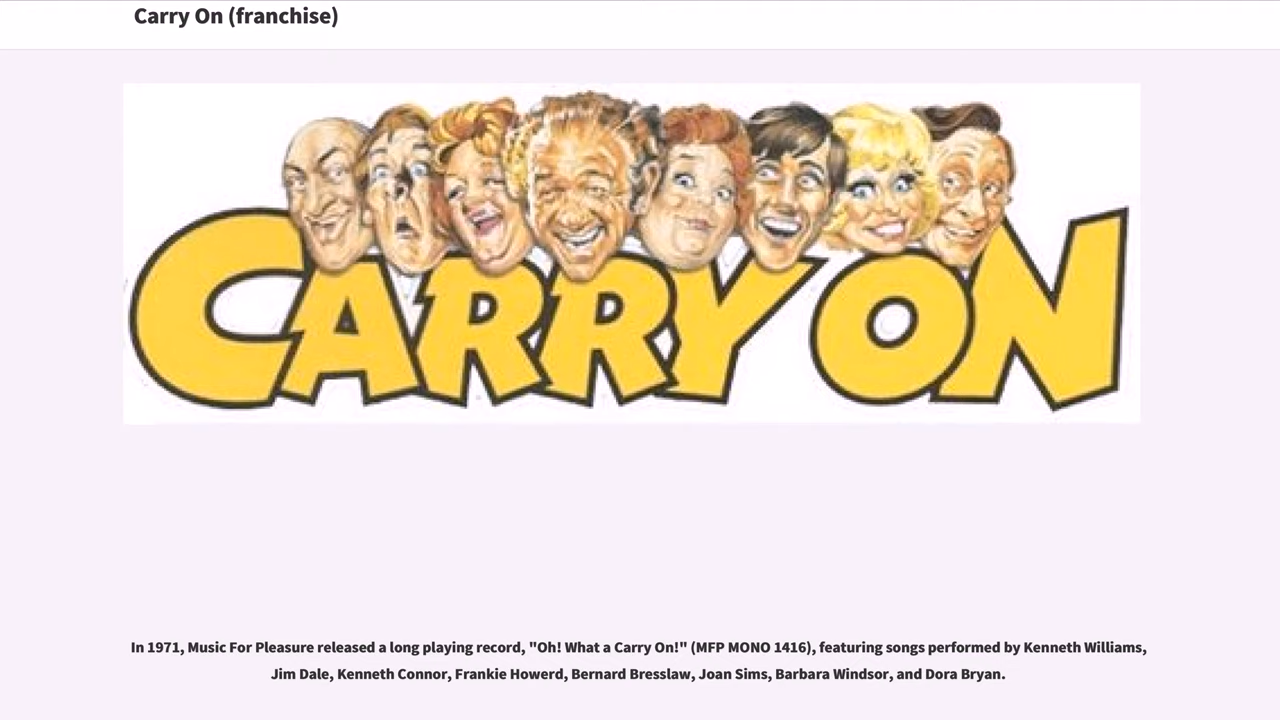 Carry On (franchise)
CARRY ON
In 1971, Music For Pleasure released a long playing record, "Oh! What a Carry On!" (MFP MONO 1416), featuring songs performed by Kenneth Williams,
Jim Dale, Kenneth Connor, Frankie Howerd, Bernard Bresslaw, Joan Sims, Barbara Windsor, and Dora Bryan.